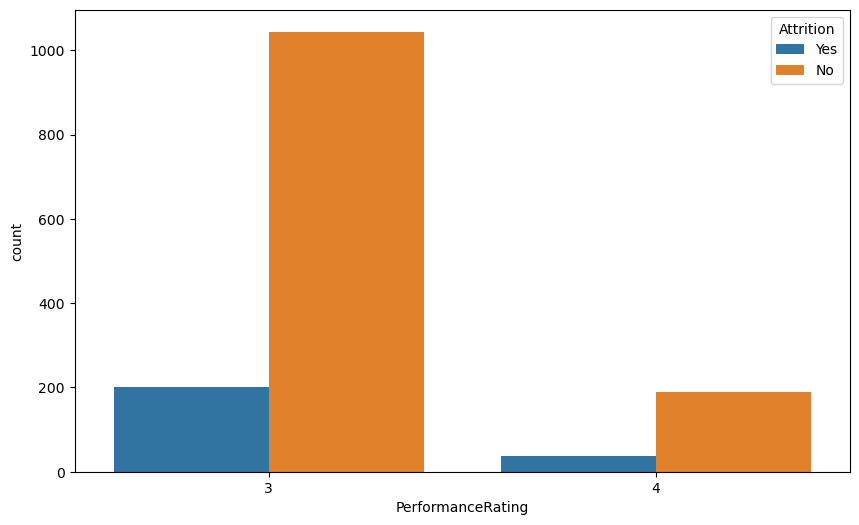 Attrition
Yes
No
1000
800
600
400
200
0
count
3
4
PerformanceRating